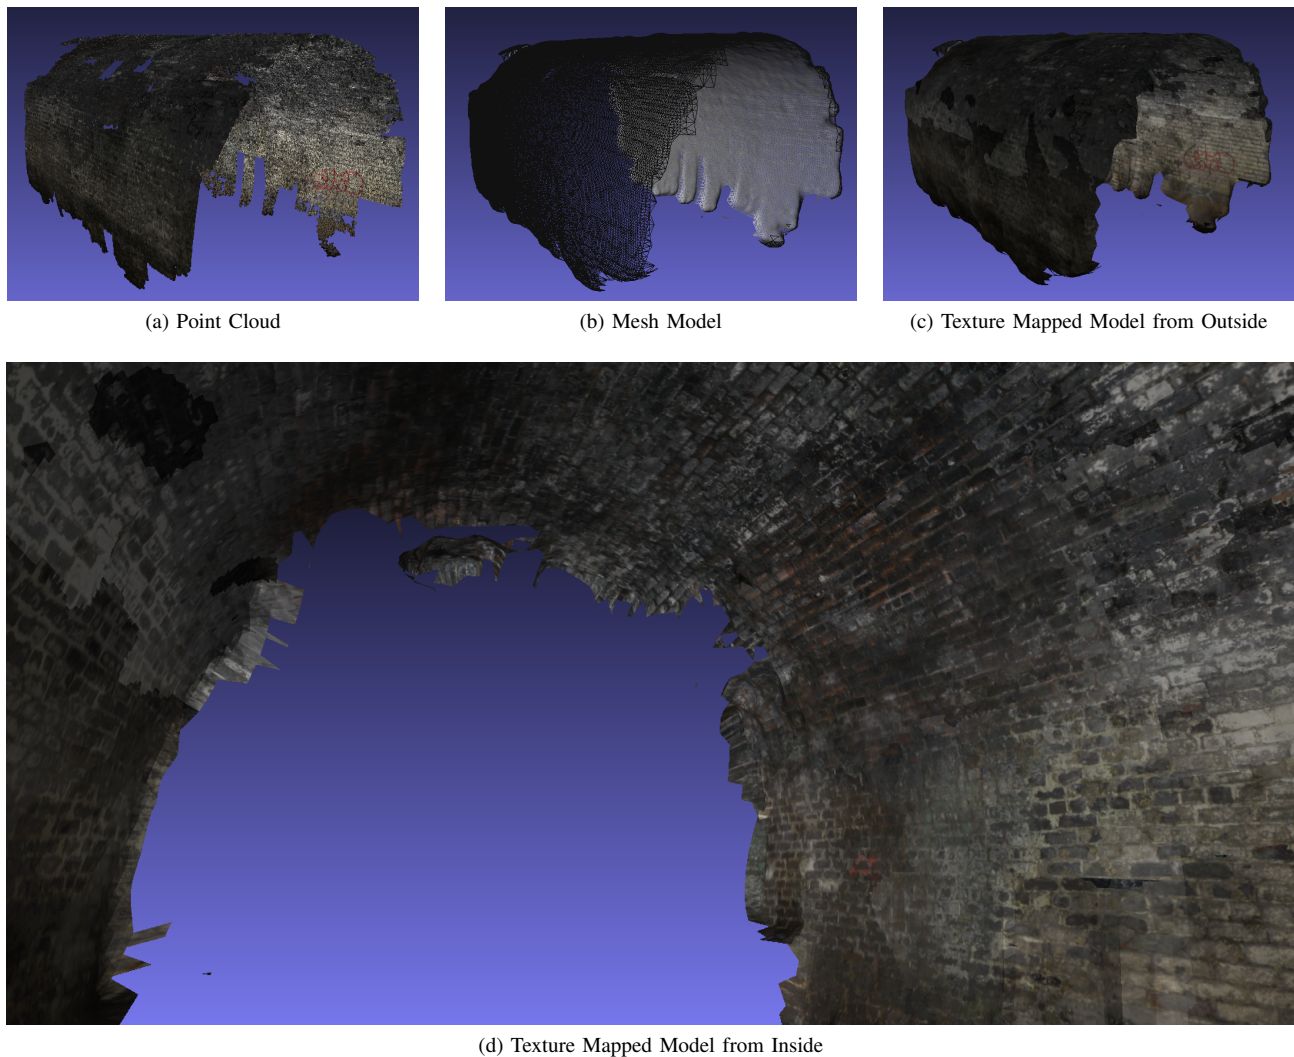 (a) Point Cloud
(b) Mesh Model
(c) Texture Mapped Model from Outside
(d) Texture Mapped Model from Inside